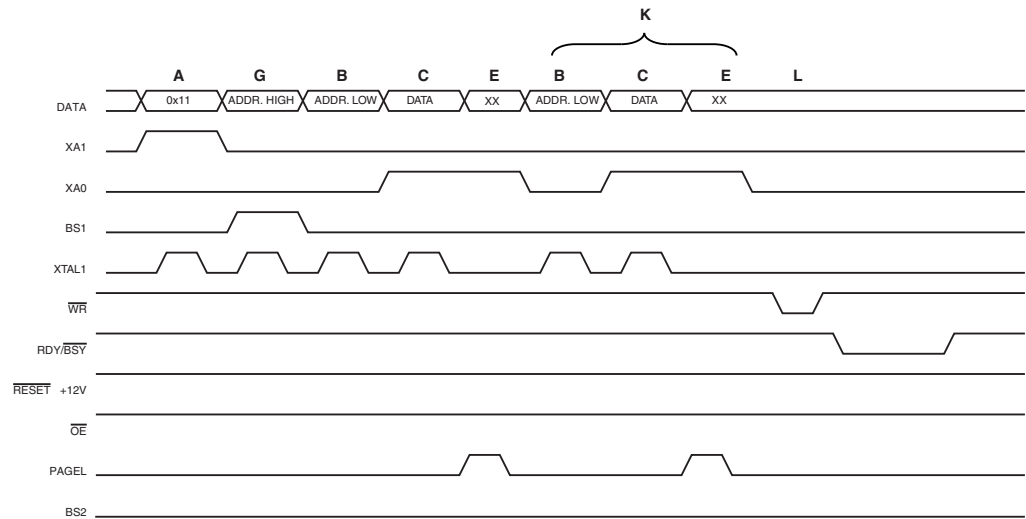 K
A G B C E B C E L
DATA 0x11 ADDR. HIGH ADDR. LOW DATA XX ADDR. LOW DATA XX
XA1
XA0
BS1
XTAL1
WR
RDY/BSY
RESET +12V
OE
PAGEL
BS2